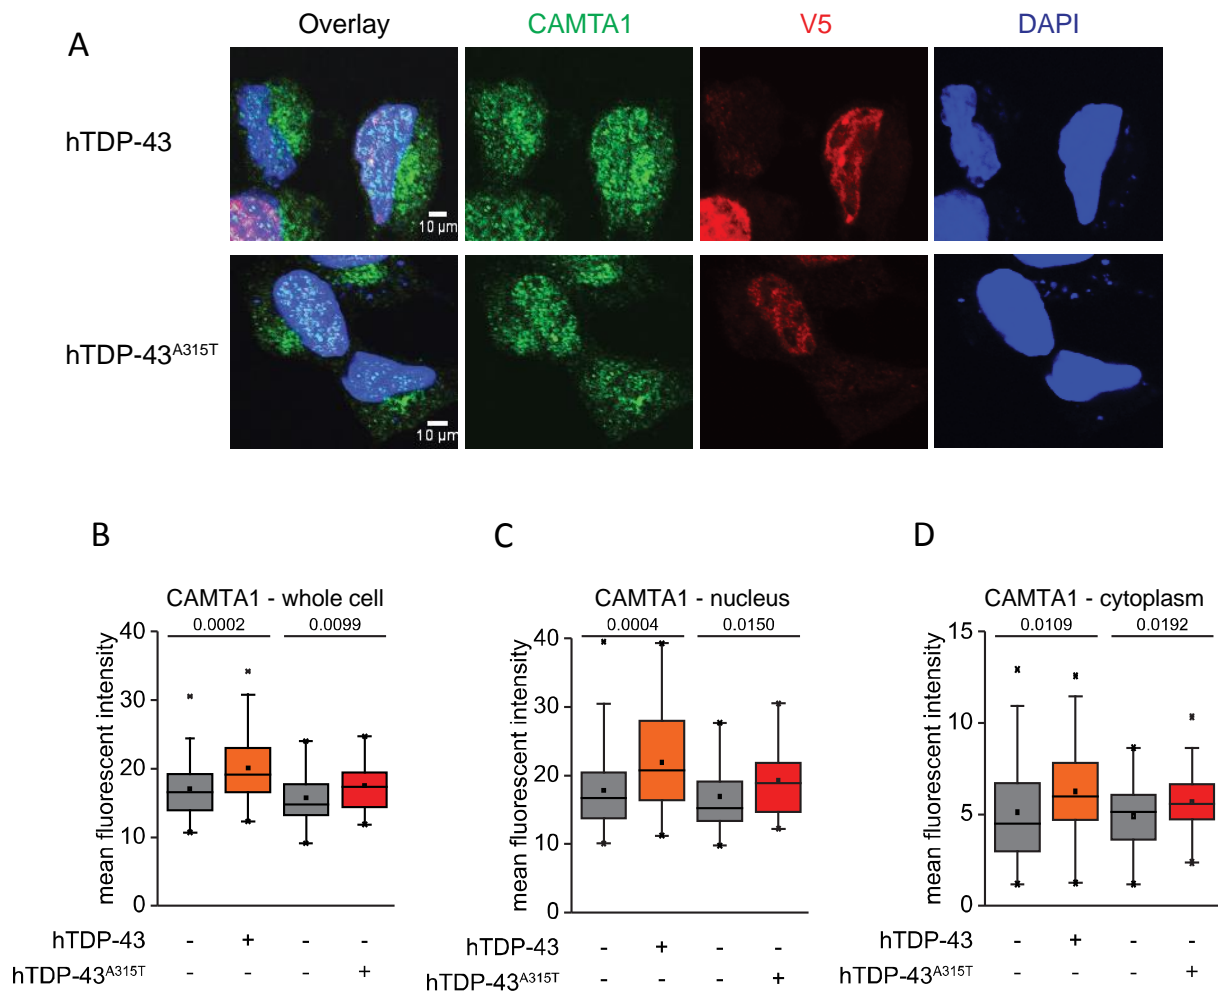 A
Overlay CAMTA1 V5 DAPI
hTDP-43
10 µm
hTDP-43A315T
10 µm
B
CAMTA1 - whole cell
0.0002 0.0099
mean fluorescent intensity
40
30
20
10
0
hTDP-43 - + - -
hTDP-43A315T - - - +
C
CAMTA1 - nucleus
0.0004 0.0150
mean fluorescent intensity
40
30
20
10
0
hTDP-43 - + - -
hTDP-43A315T - - - +
D
CAMTA1 - cytoplasm
0.0109 0.0192
mean fluorescent intensity
15
10
5
0
hTDP-43 - + - -
hTDP-43A315T - - - +